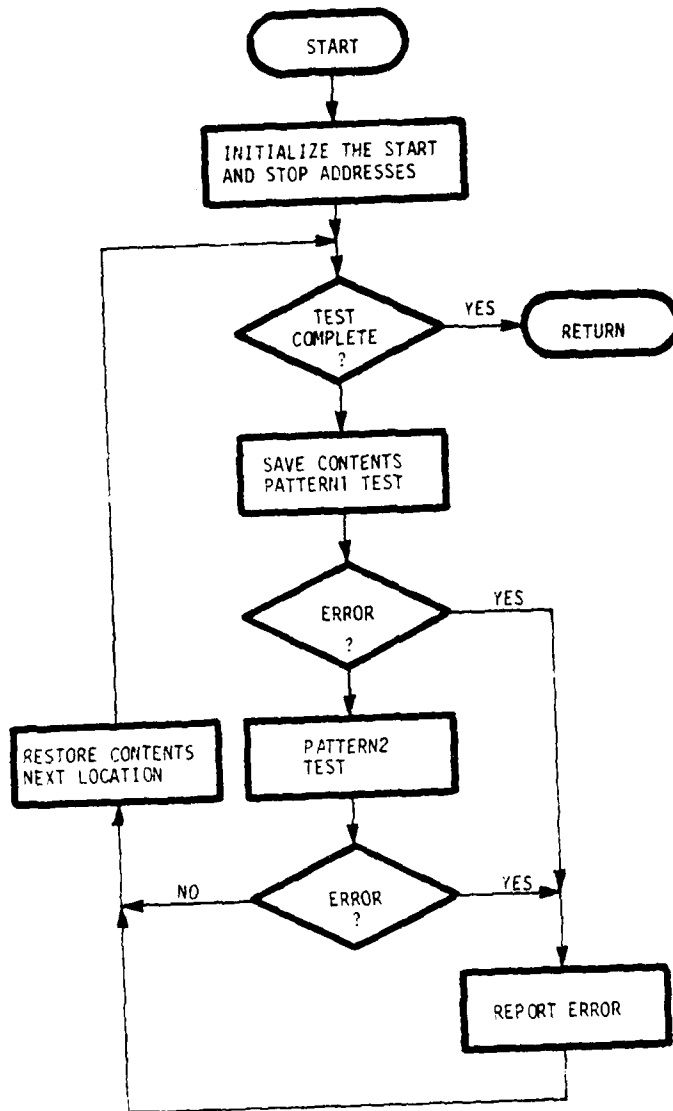 START
INITIALIZE THE START
AND STOP ADDRESSES
TEST
COMPLETE
?
YES
RETURN
SAVE CONTENTS
PATTERN1 TEST
ERROR
?
YES
PATTERN2
TEST
RESTORE CONTENTS
NEXT LOCATION
ERROR
?
NO
YES
REPORT ERROR